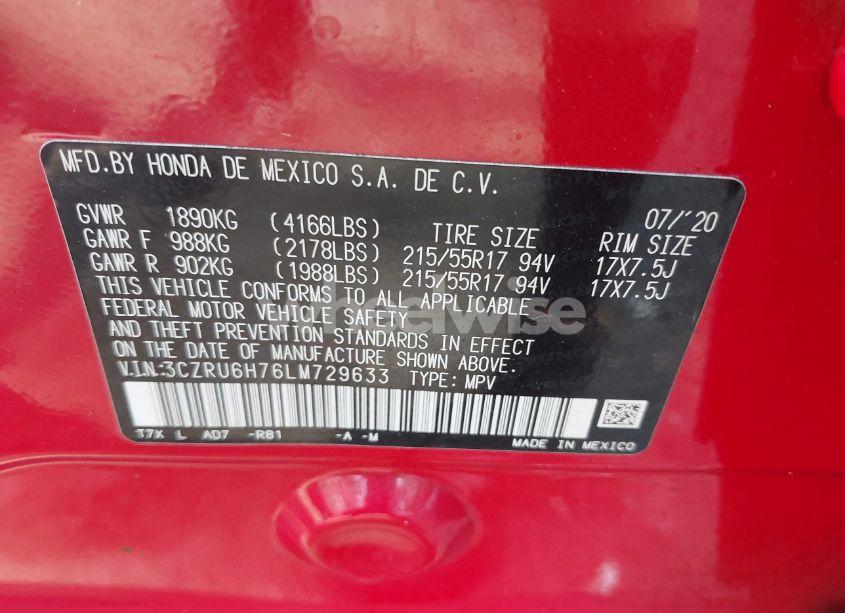 MFD.BY HONDA DE MEXICO S.A. DE C.V.
07/'20
GVWR 1890KG (4166LBS) TIRE SIZE RIM SIZE
GAWR F 988KG (2178LBS) 215/55R17 94V 17X7.5J
GAWR R 902KG (1988LBS) 215/55R17 94V 17X7.5J
THIS VEHICLE CONFORMS TO ALL APPLICABLE
FEDERAL MOTOR VEHICLE SAFETY
AND THEFT PREVENTION STANDARDS IN EFFECT
ON THE DATE OF MANUFACTURE SHOWN ABOVE.
V.I.N:3CZRU6H76LM729633 TYPE: MPV
T7X L AD7 -R81 -A -M
MADE IN MEXICO